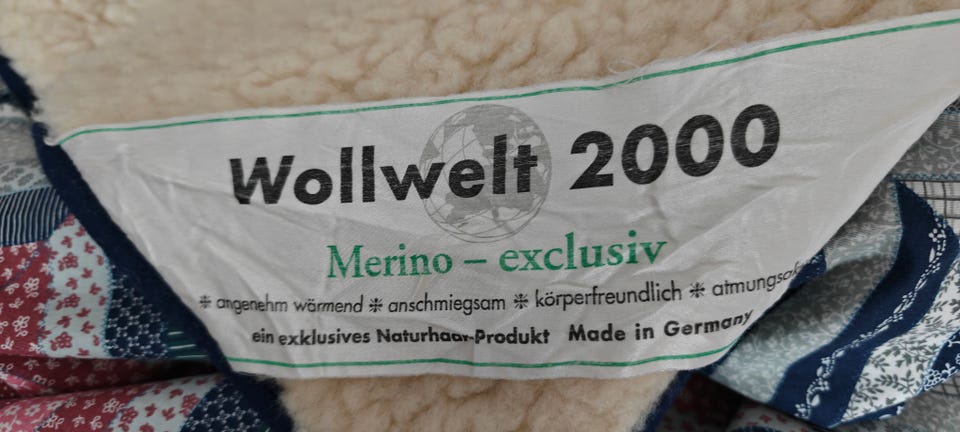 Wollwelt 2000
Merino – exclusiv
❉ angenehm wärmend ❉ anschmiegsam ❉ körperfreundlich ❉
ein exklusives Naturhaar-Produkt Made in Germany